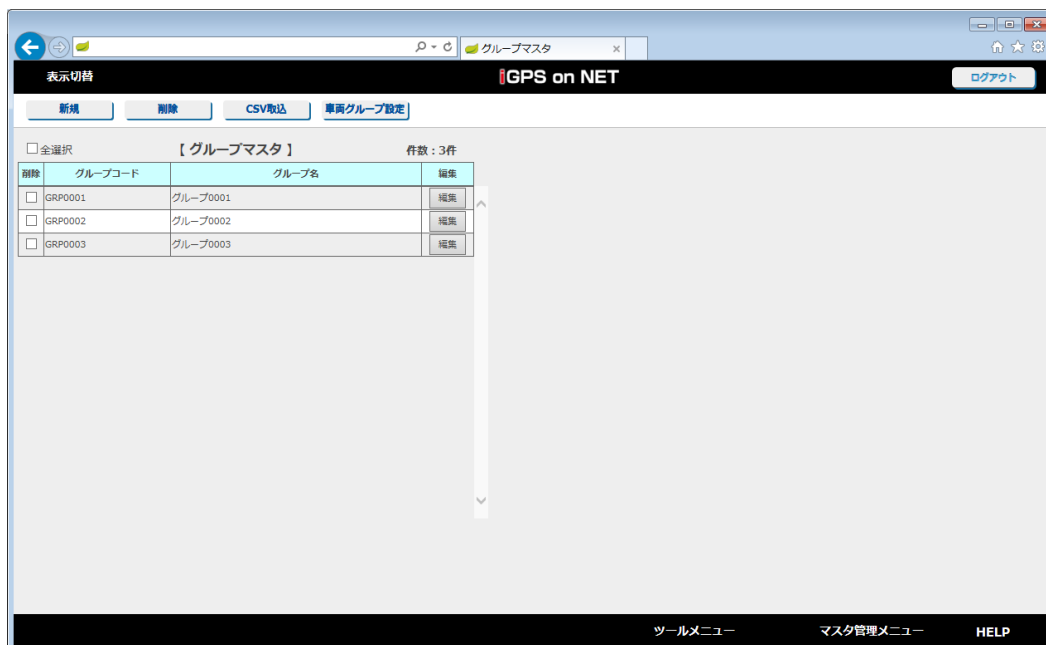 グループマスタ
表示切替
iGPS on NET
ログアウト
新規 削除 CSV取込 車両グループ設定
全選択 【 グループマスタ 】 件数 : 3件
削除 グループコード グループ名 編集
GRP0001 グループ0001 編集
GRP0002 グループ0002 編集
GRP0003 グループ0003 編集
ツールメニュー マスタ管理メニュー HELP